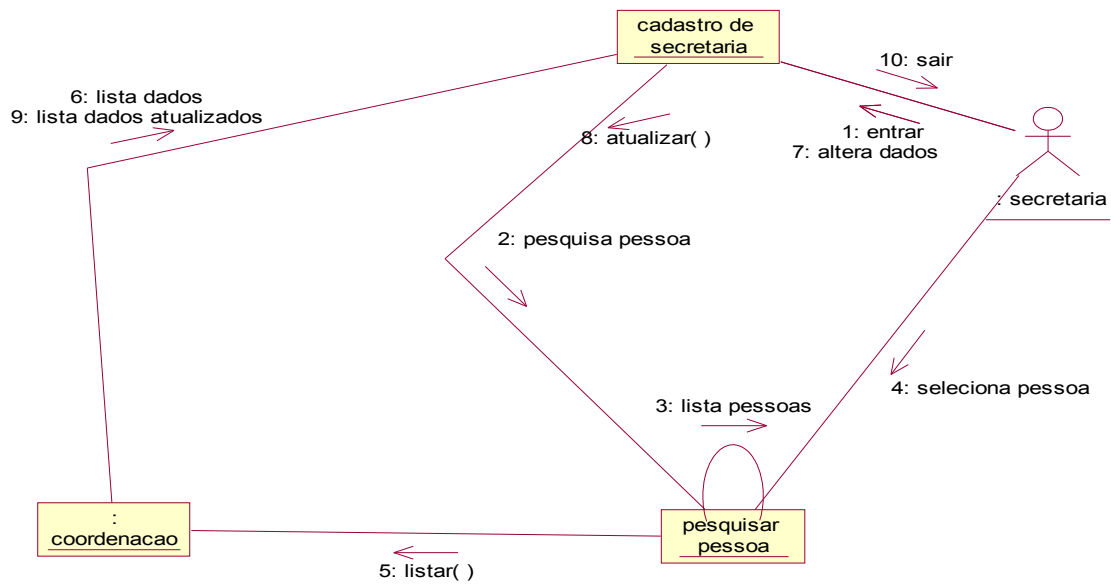 cadastro de
secretaria
10: sair
6: lista dados
9: lista dados atualizados
8: atualizar( )
1: entrar
7: altera dados
: secretaria
2: pesquisa pessoa
4: seleciona pessoa
3: lista pessoas
:
coordenacao
pesquisar
pessoa
5: listar( )